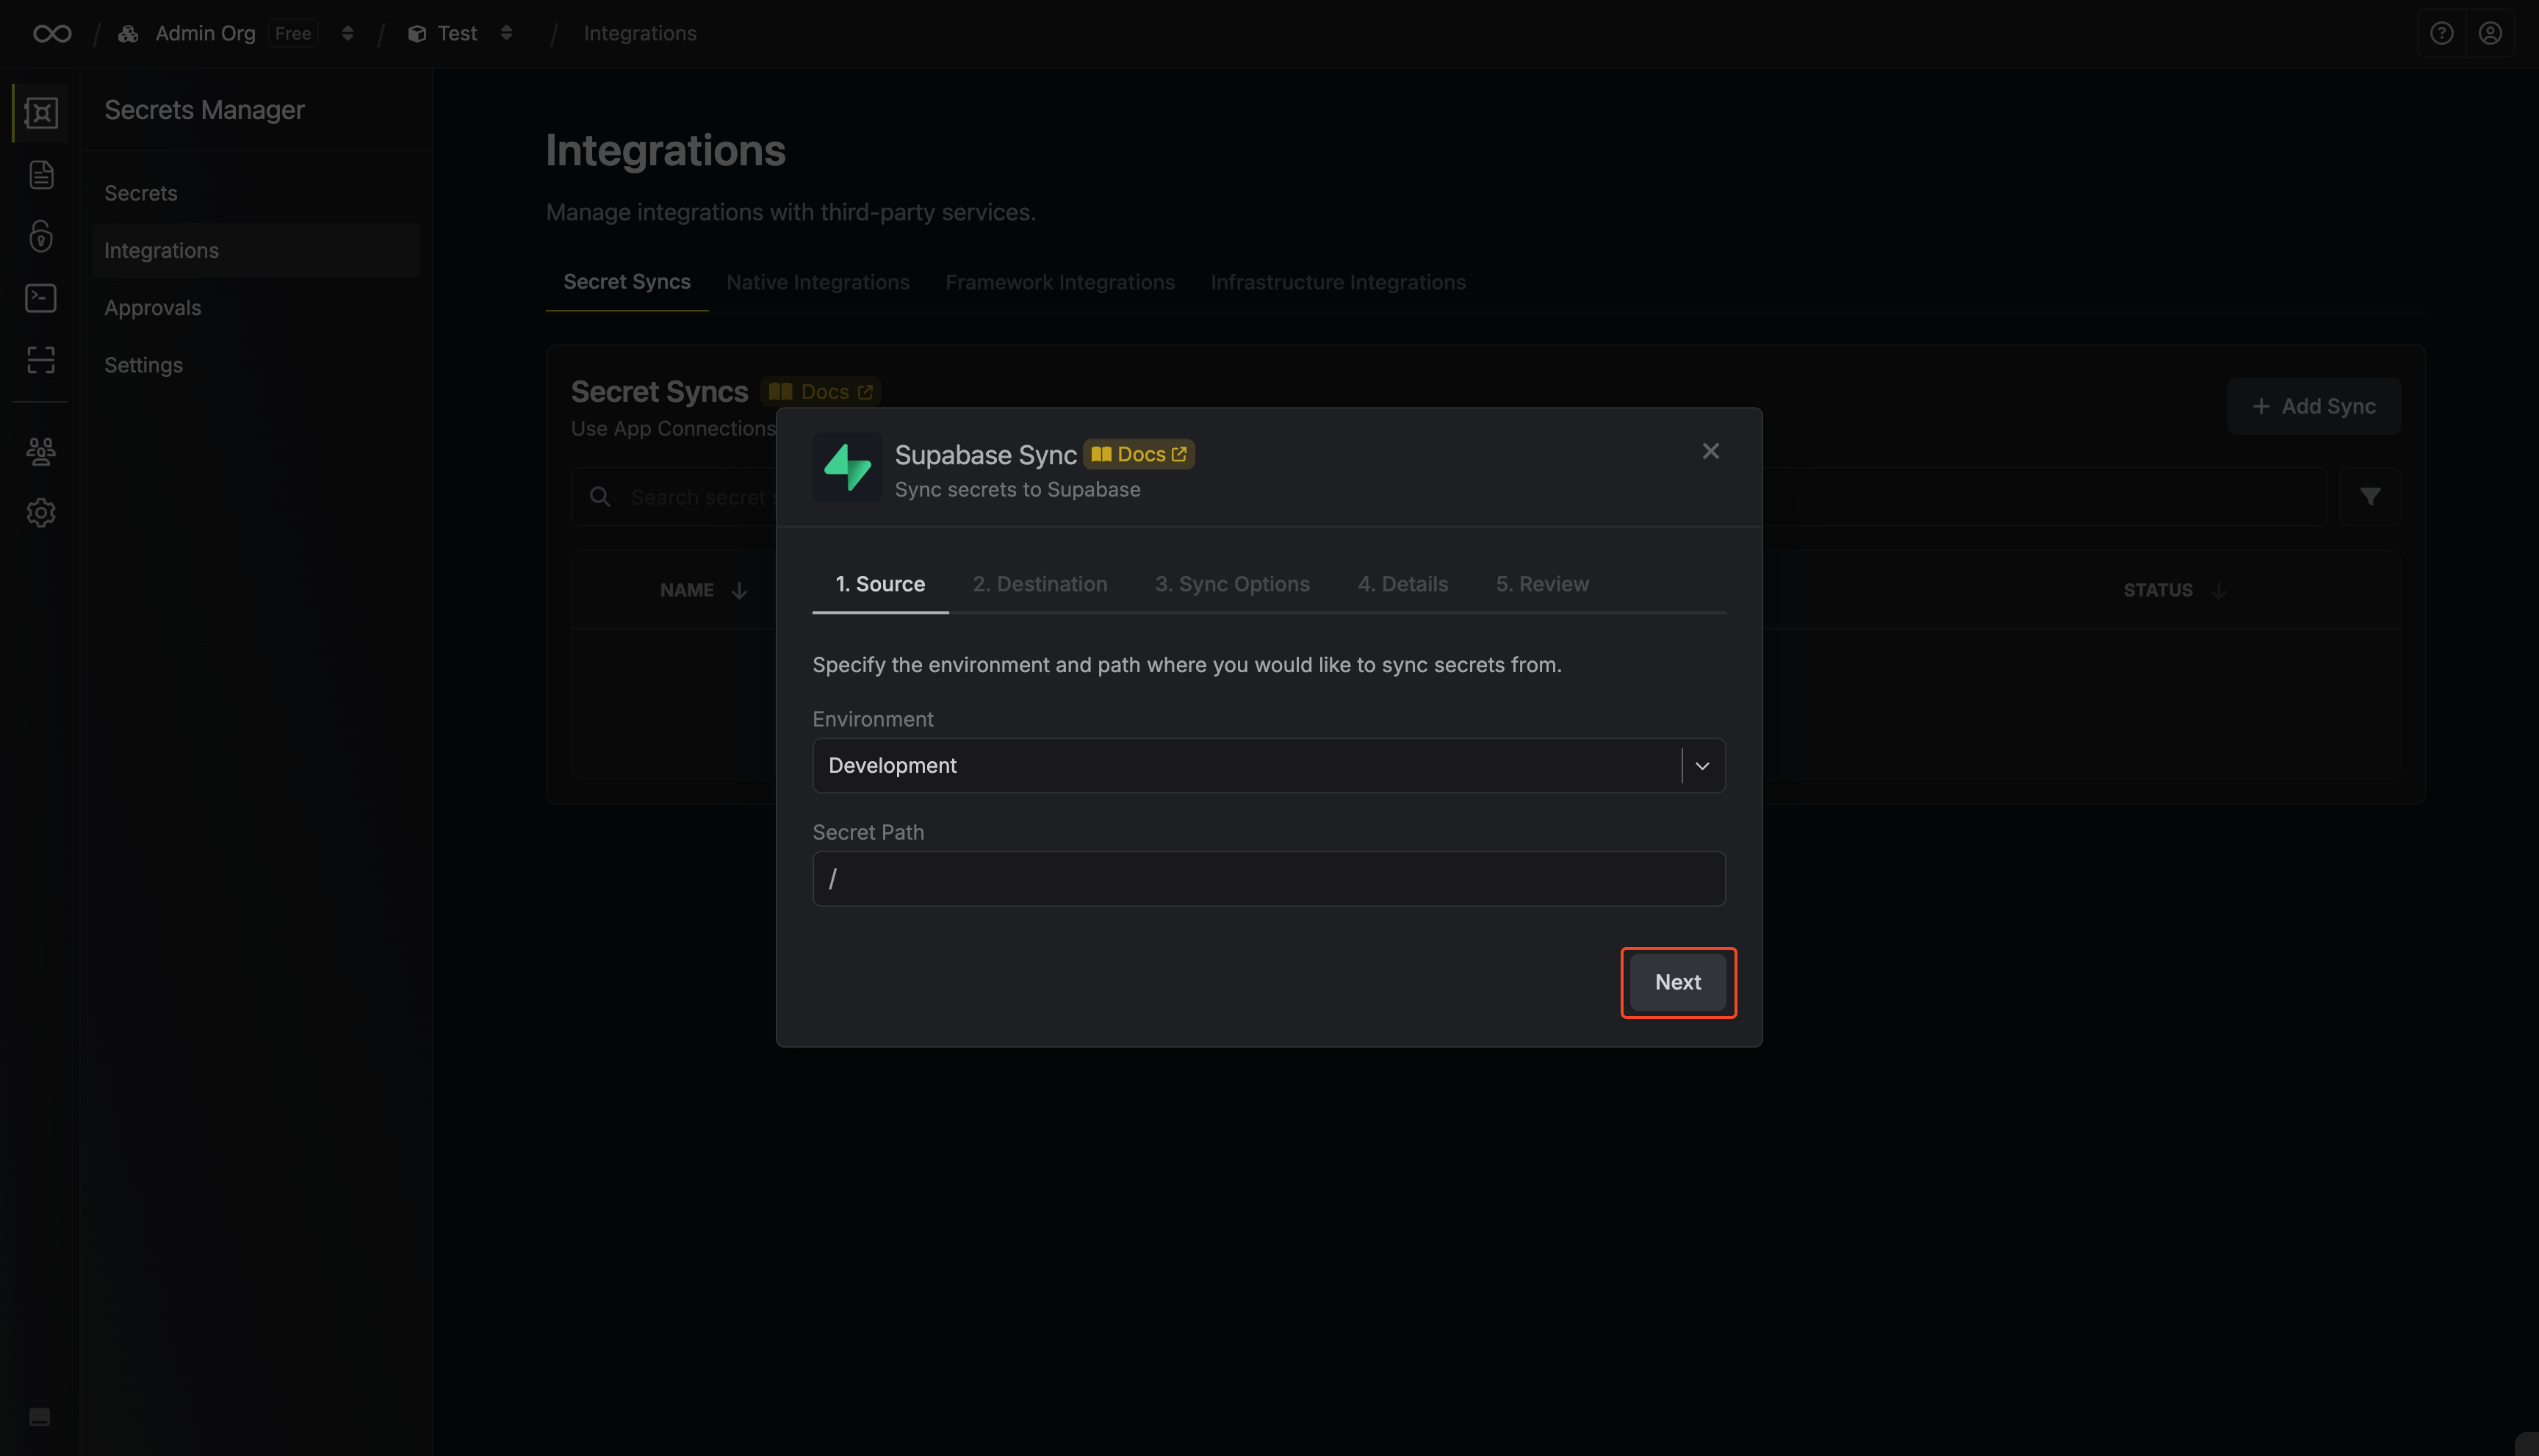 Admin Org Free Test Integrations
Secrets Manager
Secrets
Integrations
Approvals
Settings
Integrations
Manage integrations with third-party services.
Secret Syncs Native Integrations Framework Integrations Infrastructure Integrations
Secret Syncs Docs
Use App Connections
Add Sync
Search secret s
NAME
STATUS
Supabase Sync Docs
Sync secrets to Supabase
1. Source 2. Destination 3. Sync Options 4. Details 5. Review
Specify the environment and path where you would like to sync secrets from.
Environment
Development
Secret Path
/
Next